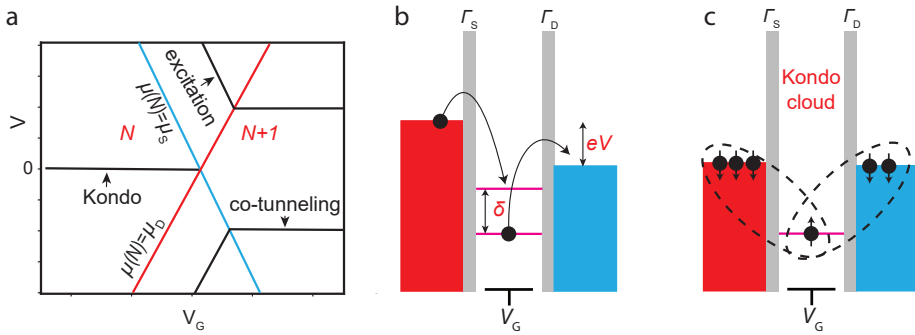 a
V
0
N
N+1
μ(N)=μS
excitation
Kondo
co-tunneling
μ(N)=μD
VG
b
ΓS
ΓD
eV
δ
VG
c
ΓS
ΓD
Kondo
cloud
VG